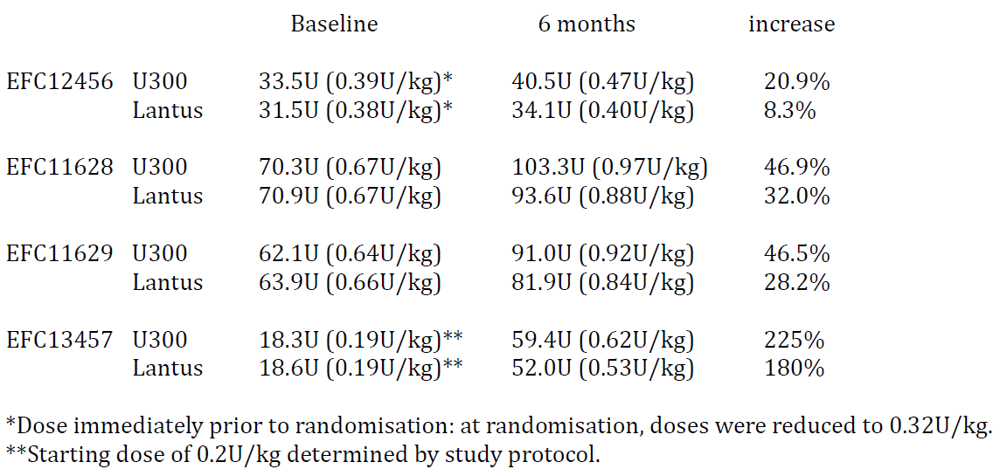 Baseline 6 months increase
EFC12456 U300 33.5U (0.39U/kg)* 40.5U (0.47U/kg) 20.9%
Lantus 31.5U (0.38U/kg)* 34.1U (0.40U/kg) 8.3%
EFC11628 U300 70.3U (0.67U/kg) 103.3U (0.97U/kg) 46.9%
Lantus 70.9U (0.67U/kg) 93.6U (0.88U/kg) 32.0%
EFC11629 U300 62.1U (0.64U/kg) 91.0U (0.92U/kg) 46.5%
Lantus 63.9U (0.66U/kg) 81.9U (0.84U/kg) 28.2%
EFC13457 U300 18.3U (0.19U/kg)** 59.4U (0.62U/kg) 225%
Lantus 18.6U (0.19U/kg)** 52.0U (0.53U/kg) 180%
*Dose immediately prior to randomisation: at randomisation, doses were reduced to 0.32U/kg.
**Starting dose of 0.2U/kg determined by study protocol.